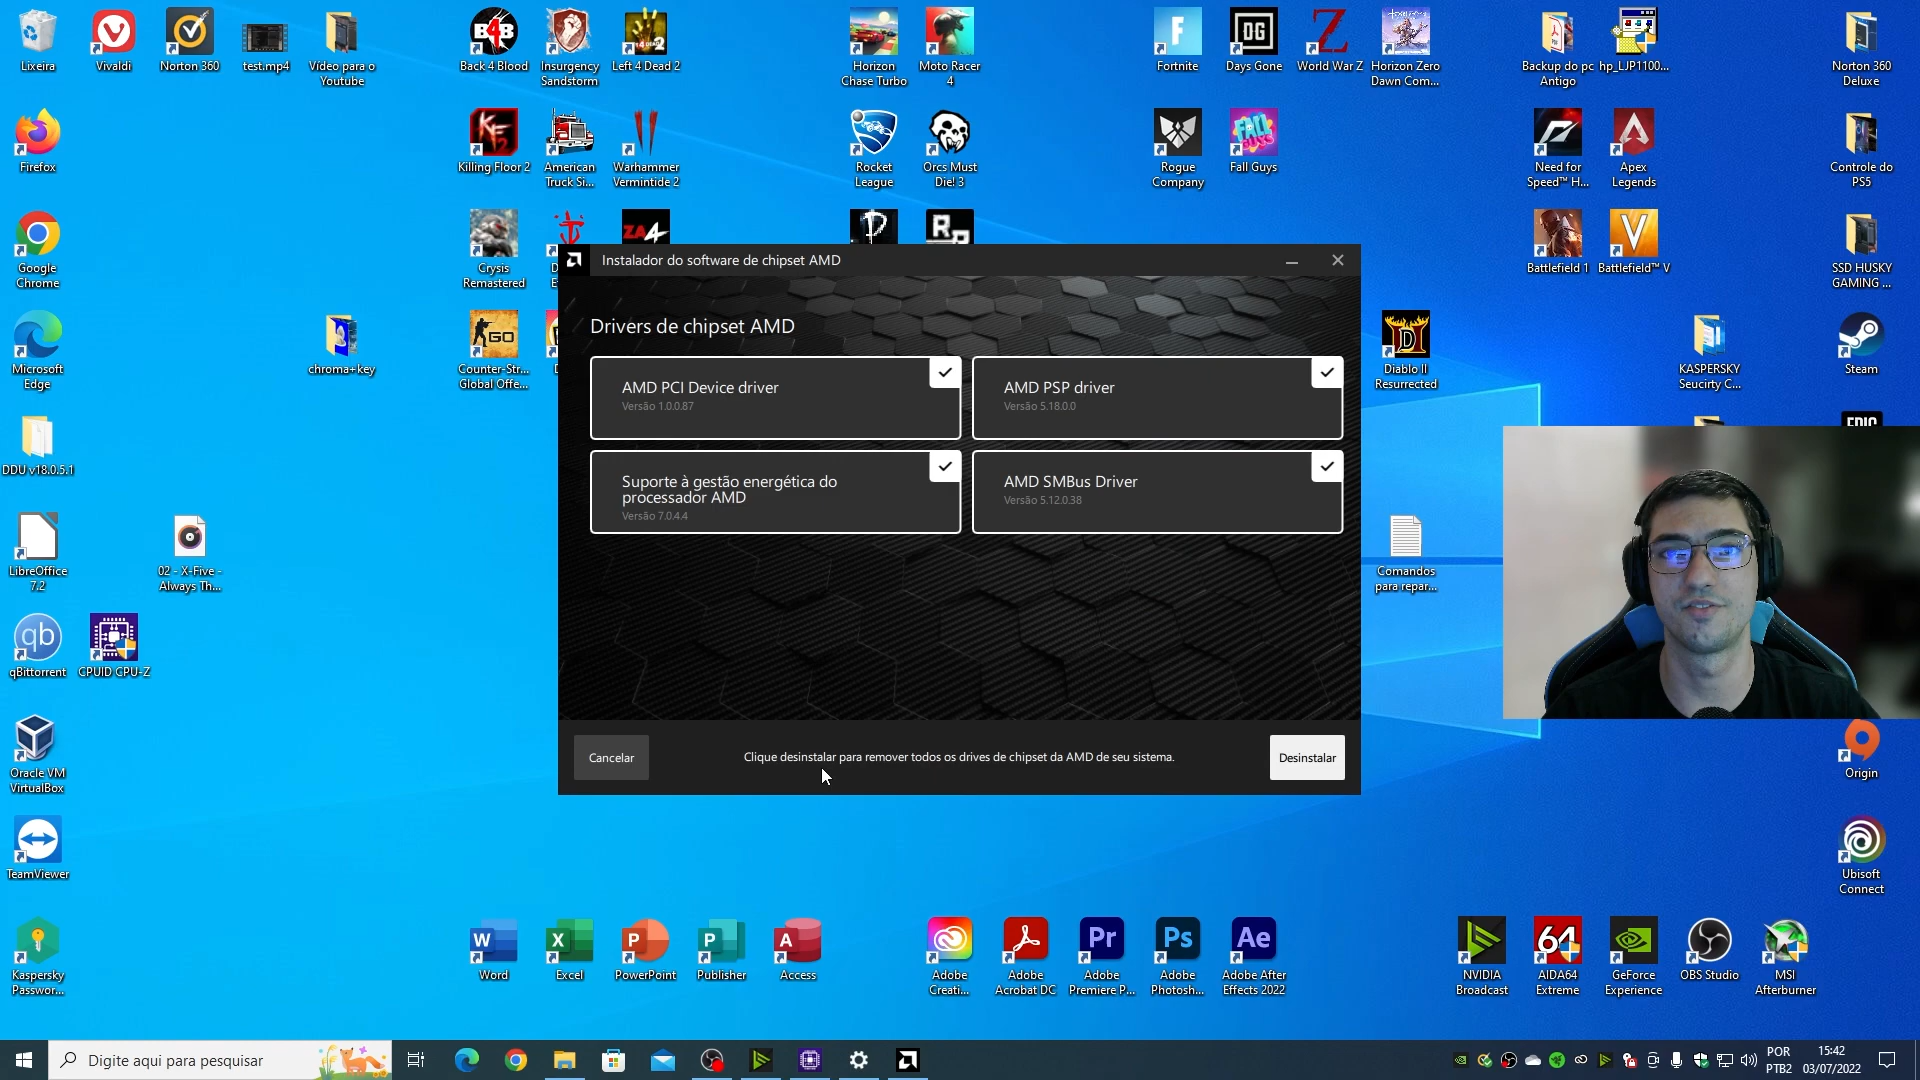 Lixeira
Vivaldi
Norton 360
test.mp4
Vídeo para o
Youtube
Back 4 Blood
Insurgency
Sandstorm
Left 4 Dead 2
Horizon
Chase Turbo
Moto Racer
4
Fortnite
Days Gone
World War Z
Horizon Zero
Dawn Com...
Backup do pc
Antigo
hp_LJP1100...
Norton 360
Deluxe
Firefox
Killing Floor 2
American
Truck Si...
Warhammer
Vermintide 2
Rocket
League
Orcs Must
Die! 3
Rogue
Company
Fall Guys
Need for
Speed™ H...
Apex
Legends
Controle do
PS5
Google
Chrome
Crysis
Remastered
Battlefield 1
Battlefield™ V
SSD HUSKY
GAMING ...
Instalador do software de chipset AMD
Drivers de chipset AMD
AMD PCI Device driver
Versão 1.0.0.87
AMD PSP driver
Versão 5.18.0.0
Suporte à gestão energética do
processador AMD
Versão 7.0.4.4
AMD SMBus Driver
Versão 5.12.0.38
Cancelar
Clique desinstalar para remover todos os drives de chipset da AMD de seu sistema.
Desinstalar
Microsoft
Edge
chroma+key
Counter-Str...
Global Offe...
Diablo II
Resurrected
KASPERSKY
Seucirty C...
Steam
DDU v18.0.5.1
LibreOffice
7.2
02 - X-Five -
Always Th...
Comandos
para repar...
qBittorrent
CPUID CPU-Z
Oracle VM
VirtualBox
Origin
TeamViewer
Ubisoft
Connect
Kaspersky
Passwor...
Word
Excel
PowerPoint
Publisher
Access
Adobe
Creati...
Adobe
Acrobat DC
Adobe
Premiere P...
Adobe
Photosh...
Adobe After
Effects 2022
NVIDIA
Broadcast
AIDA64
Extreme
GeForce
Experience
OBS Studio
MSI
Afterburner
Digite aqui para pesquisar
POR
PTB2
15:42
03/07/2022